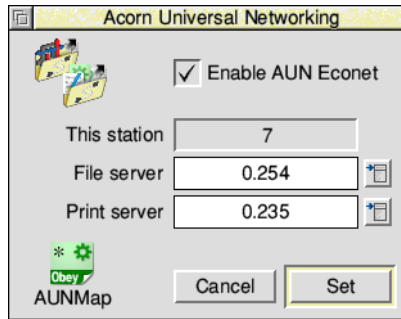 Acorn Universal Networking
Enable AUN Econet
This station 7
File server 0.254
Print server 0.235
* Obey
AUNMap
Cancel Set